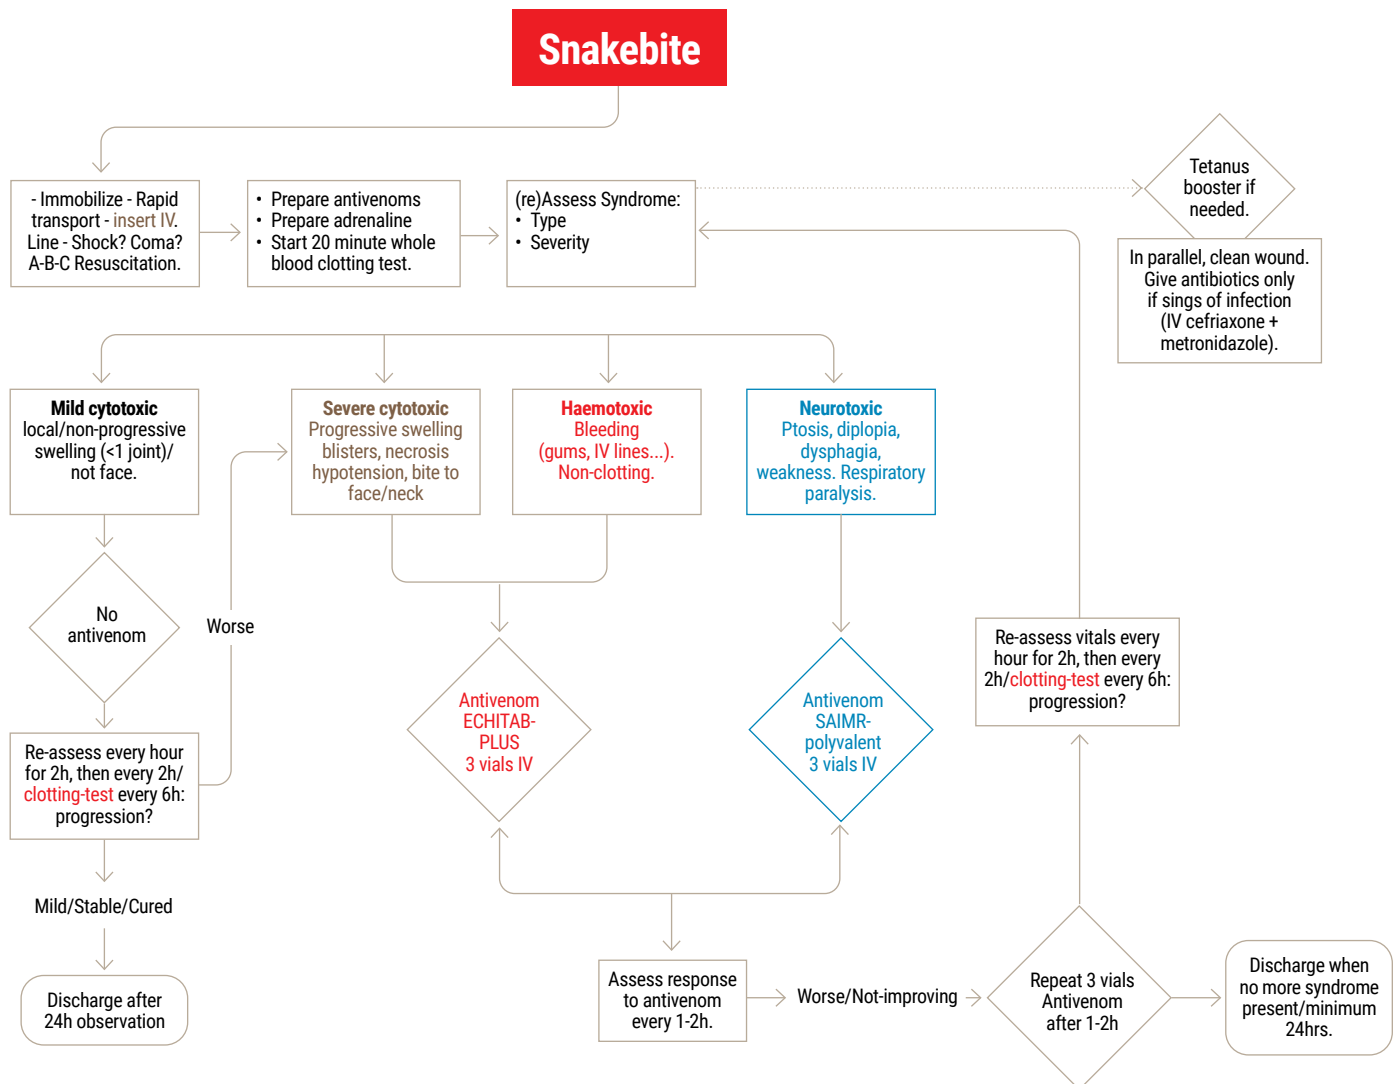 Snakebite
- Immobilize - Rapid
transport - insert IV.
Line - Shock? Coma?
A-B-C Resuscitation.
• Prepare antivenoms
• Prepare adrenaline
• Start 20 minute whole
blood clotting test.
(re)Assess Syndrome:
• Type
• Severity
Tetanus
booster if
needed.
In parallel, clean wound.
Give antibiotics only
if sings of infection
(IV cefriaxone +
metronidazole).
Mild cytotoxic
local/non-progressive
swelling (<1 joint)/
not face.
Severe cytotoxic
Progressive swelling
blisters, necrosis
hypotension, bite to
face/neck
Haemotoxic
Bleeding
(gums, IV lines...).
Non-clotting.
Neurotoxic
Ptosis, diplopia,
dysphagia,
weakness. Respiratory
paralysis.
No
antivenom
Worse
Antivenom
ECHITAB-
PLUS
3 vials IV
Antivenom
SAIMR-
polyvalent
3 vials IV
Re-assess vitals every
hour for 2h, then every
2h/clotting-test every 6h:
progression?
Re-assess every hour
for 2h, then every 2h/
clotting-test every 6h:
progression?
Mild/Stable/Cured
Discharge after
24h observation
Assess response
to antivenom
every 1-2h.
Worse/Not-improving
Repeat 3 vials
Antivenom
after 1-2h
Discharge when
no more syndrome
present/minimum
24hrs.